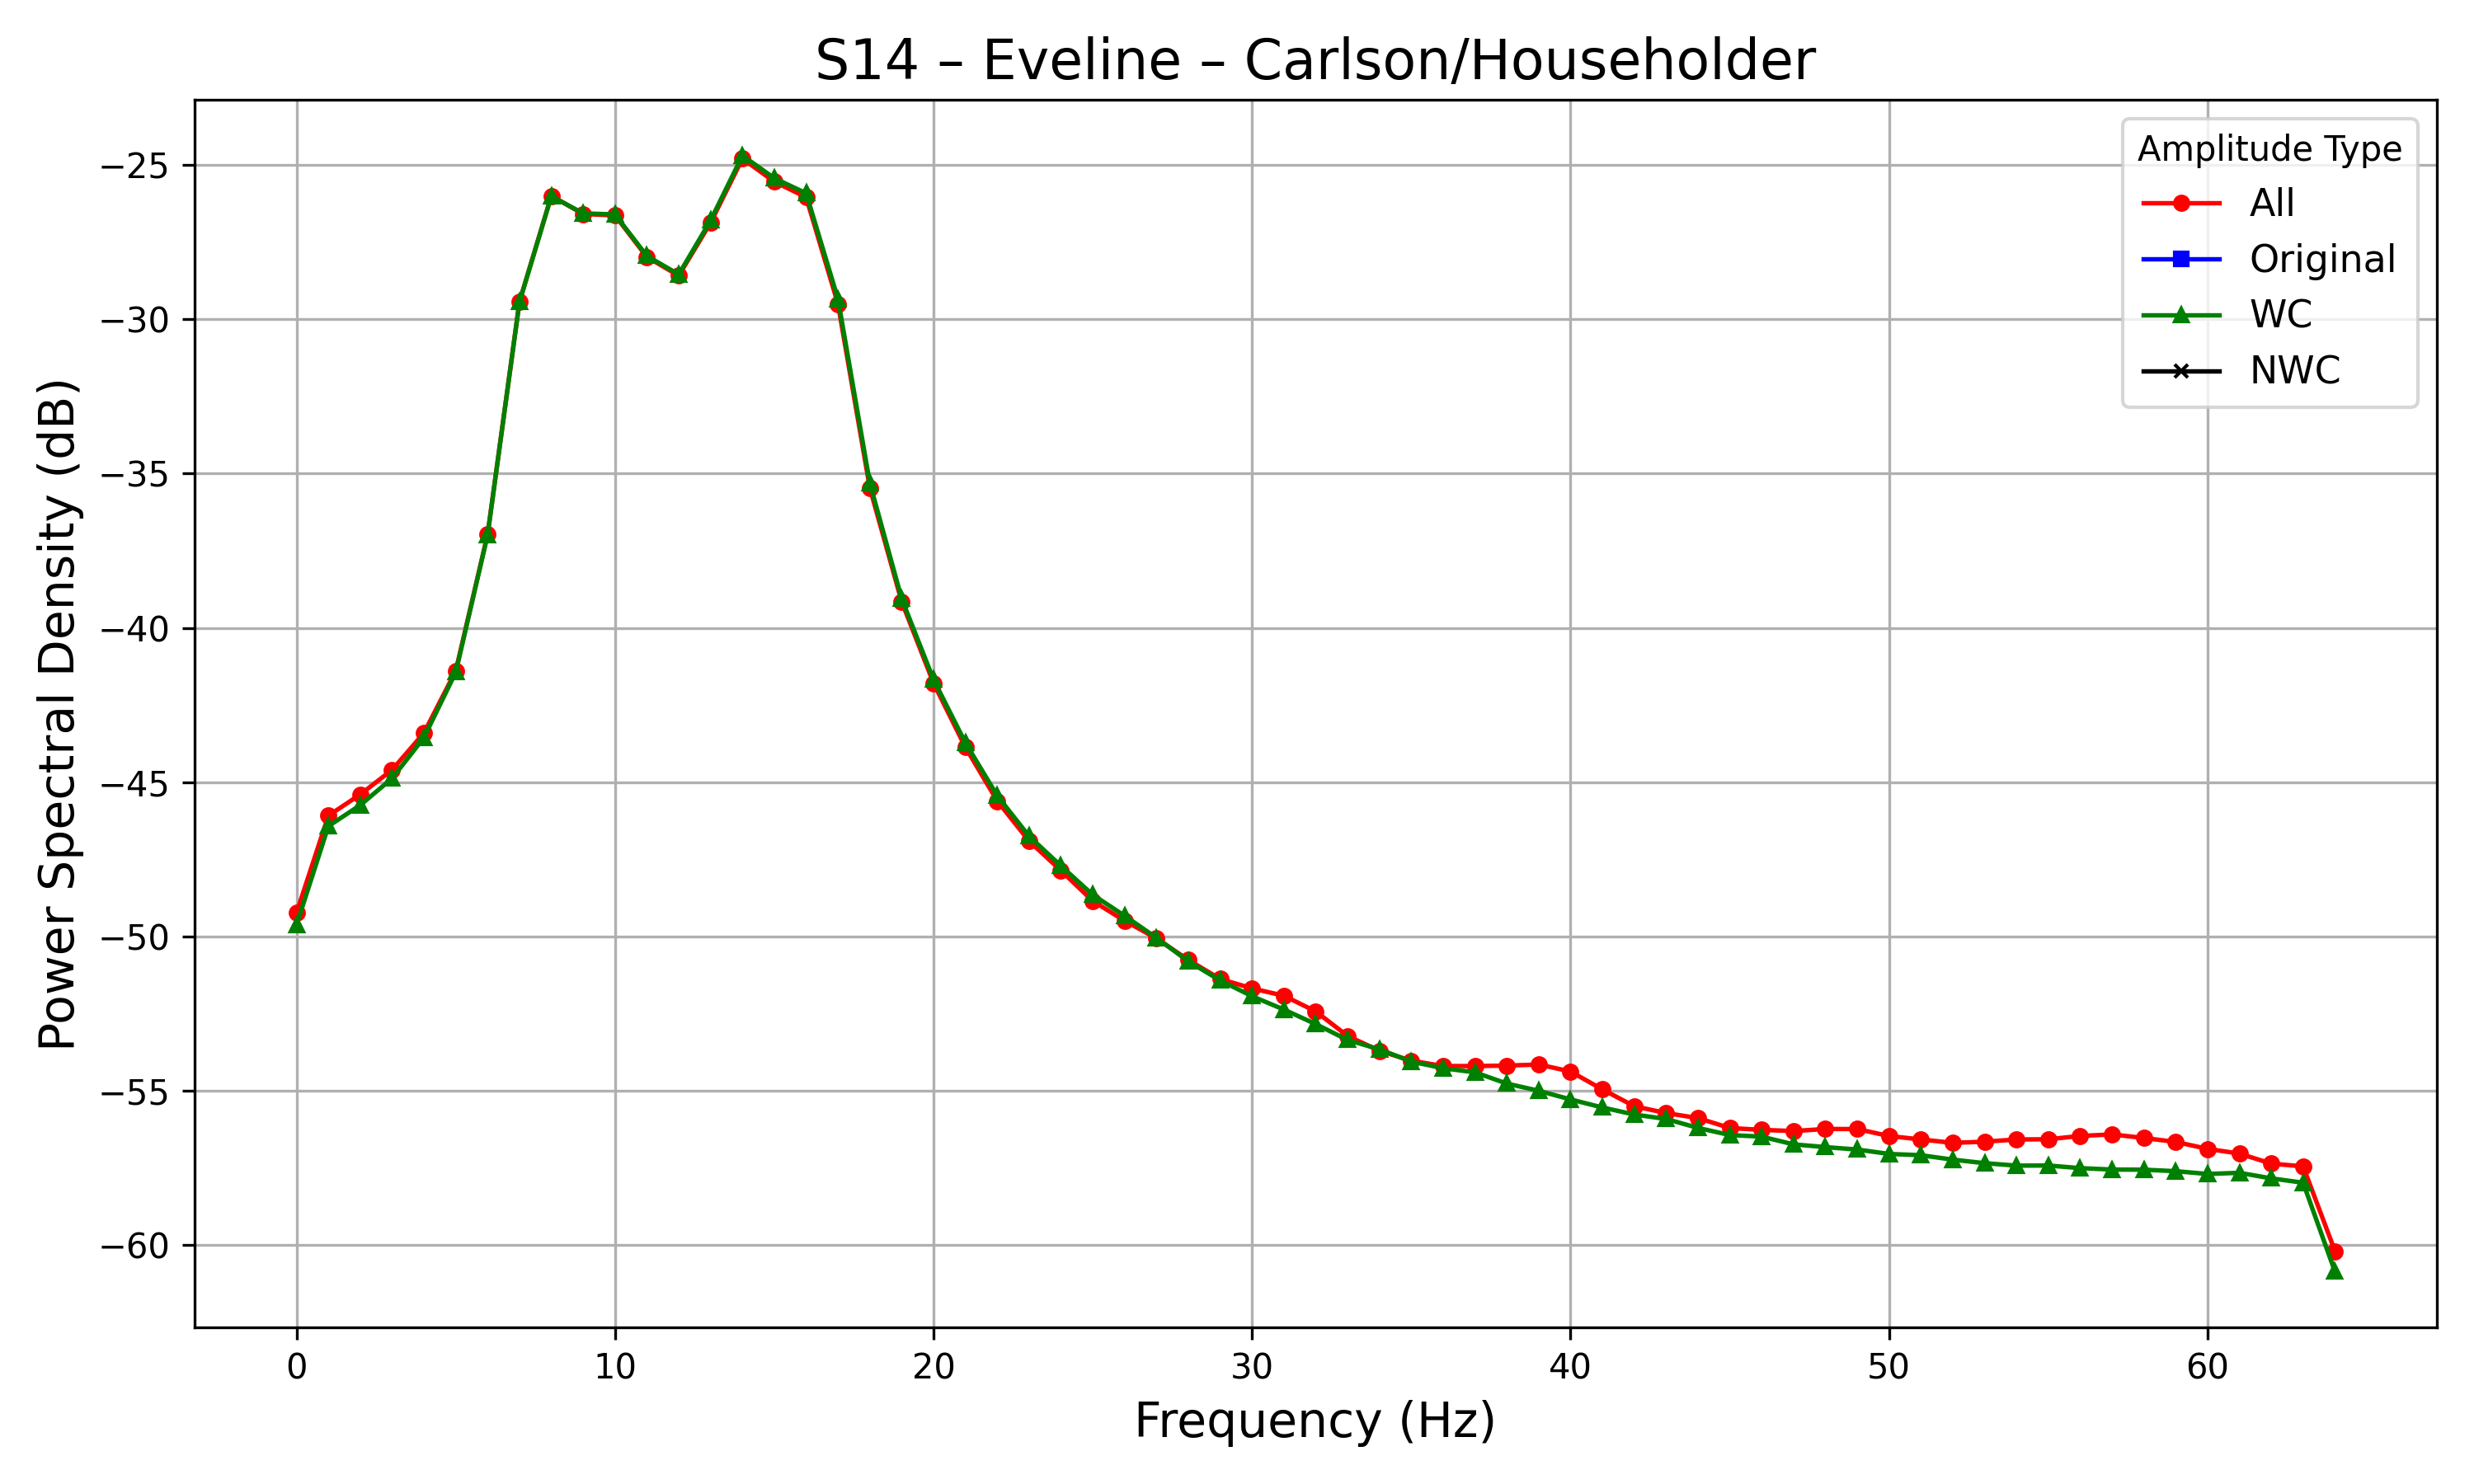 S14 – Eveline – Carlson/Householder
Amplitude Type
All
Original
WC
NWC
Power Spectral Density (dB)
−25
−30
−35
−40
−45
−50
−55
−60
0 10 20 30 40 50 60
Frequency (Hz)